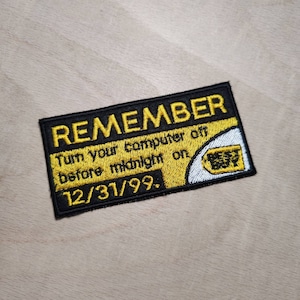 REMEMBER
Turn your computer off
before midnight on
12/31/99.
BEST
BUY